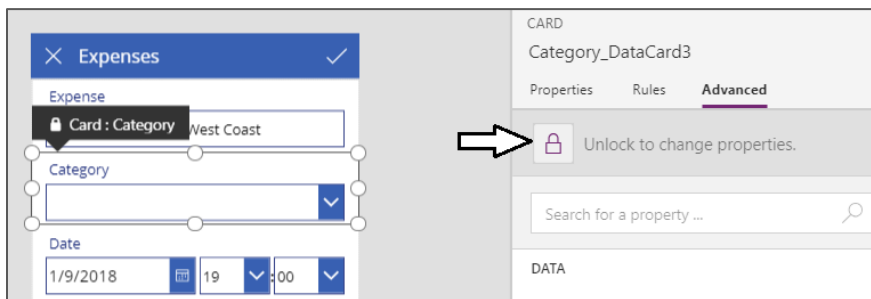 Expenses
Expense
Card : Category
West Coast
Category
Date
1/9/2018
19
:
00
CARD
Category_DataCard3
Properties
Rules
Advanced
Unlock to change properties.
Search for a property ...
DATA